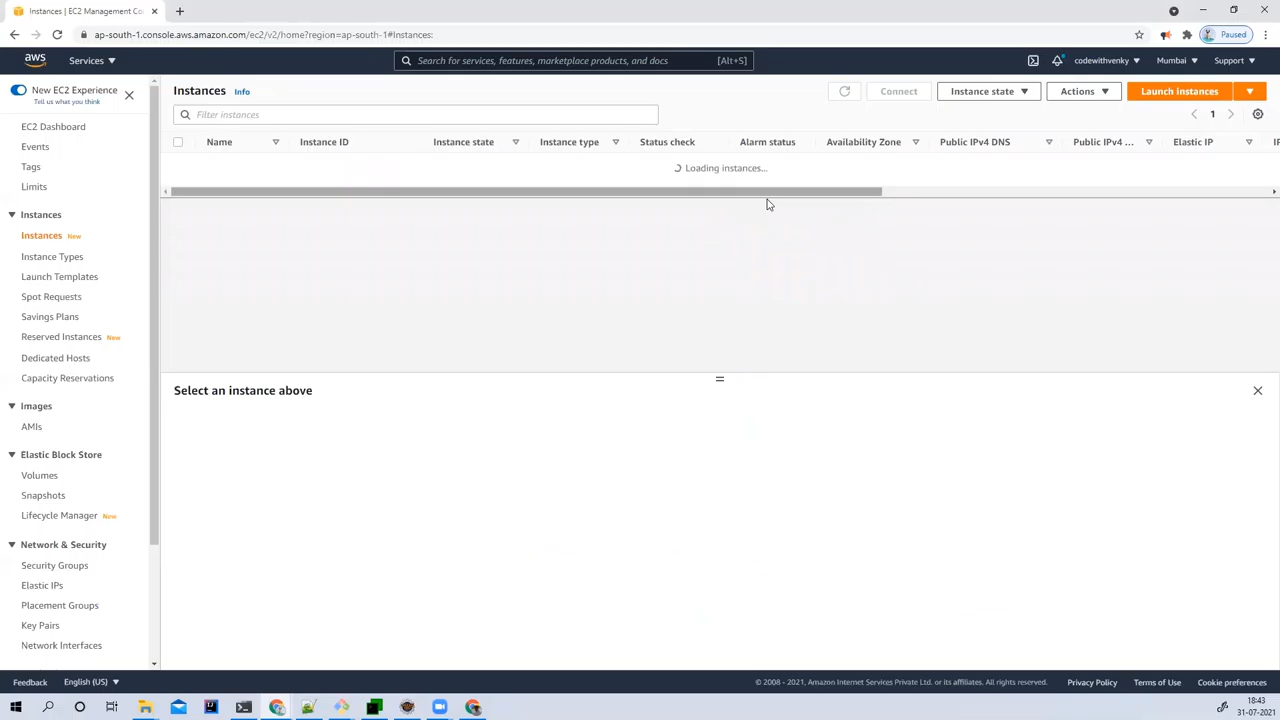 Instances | EC2 Management Co
ap-south-1.console.aws.amazon.com/ec2/v2/home?region=ap-south-1#Instances:
Paused
aws
Services
Search for services, features, marketplace products, and docs
[Alt+S]
codewithvenky
Mumbai
Support
New EC2 Experience
Tell us what you think
EC2 Dashboard
Events
Tags
Limits
Instances
Instances New
Instance Types
Launch Templates
Spot Requests
Savings Plans
Reserved Instances New
Dedicated Hosts
Capacity Reservations
Images
AMIs
Elastic Block Store
Volumes
Snapshots
Lifecycle Manager New
Network & Security
Security Groups
Elastic IPs
Placement Groups
Key Pairs
Network Interfaces
Instances Info
Connect
Instance state
Actions
Launch instances
Filter instances
1
Name
Instance ID
Instance state
Instance type
Status check
Alarm status
Availability Zone
Public IPv4 DNS
Public IPv4 ...
Elastic IP
Loading instances...
Select an instance above
Feedback
English (US)
© 2008 - 2021, Amazon Internet Services Private Ltd. or its affiliates. All rights reserved.
Privacy Policy
Terms of Use
Cookie preferences
18:43
31-07-2021